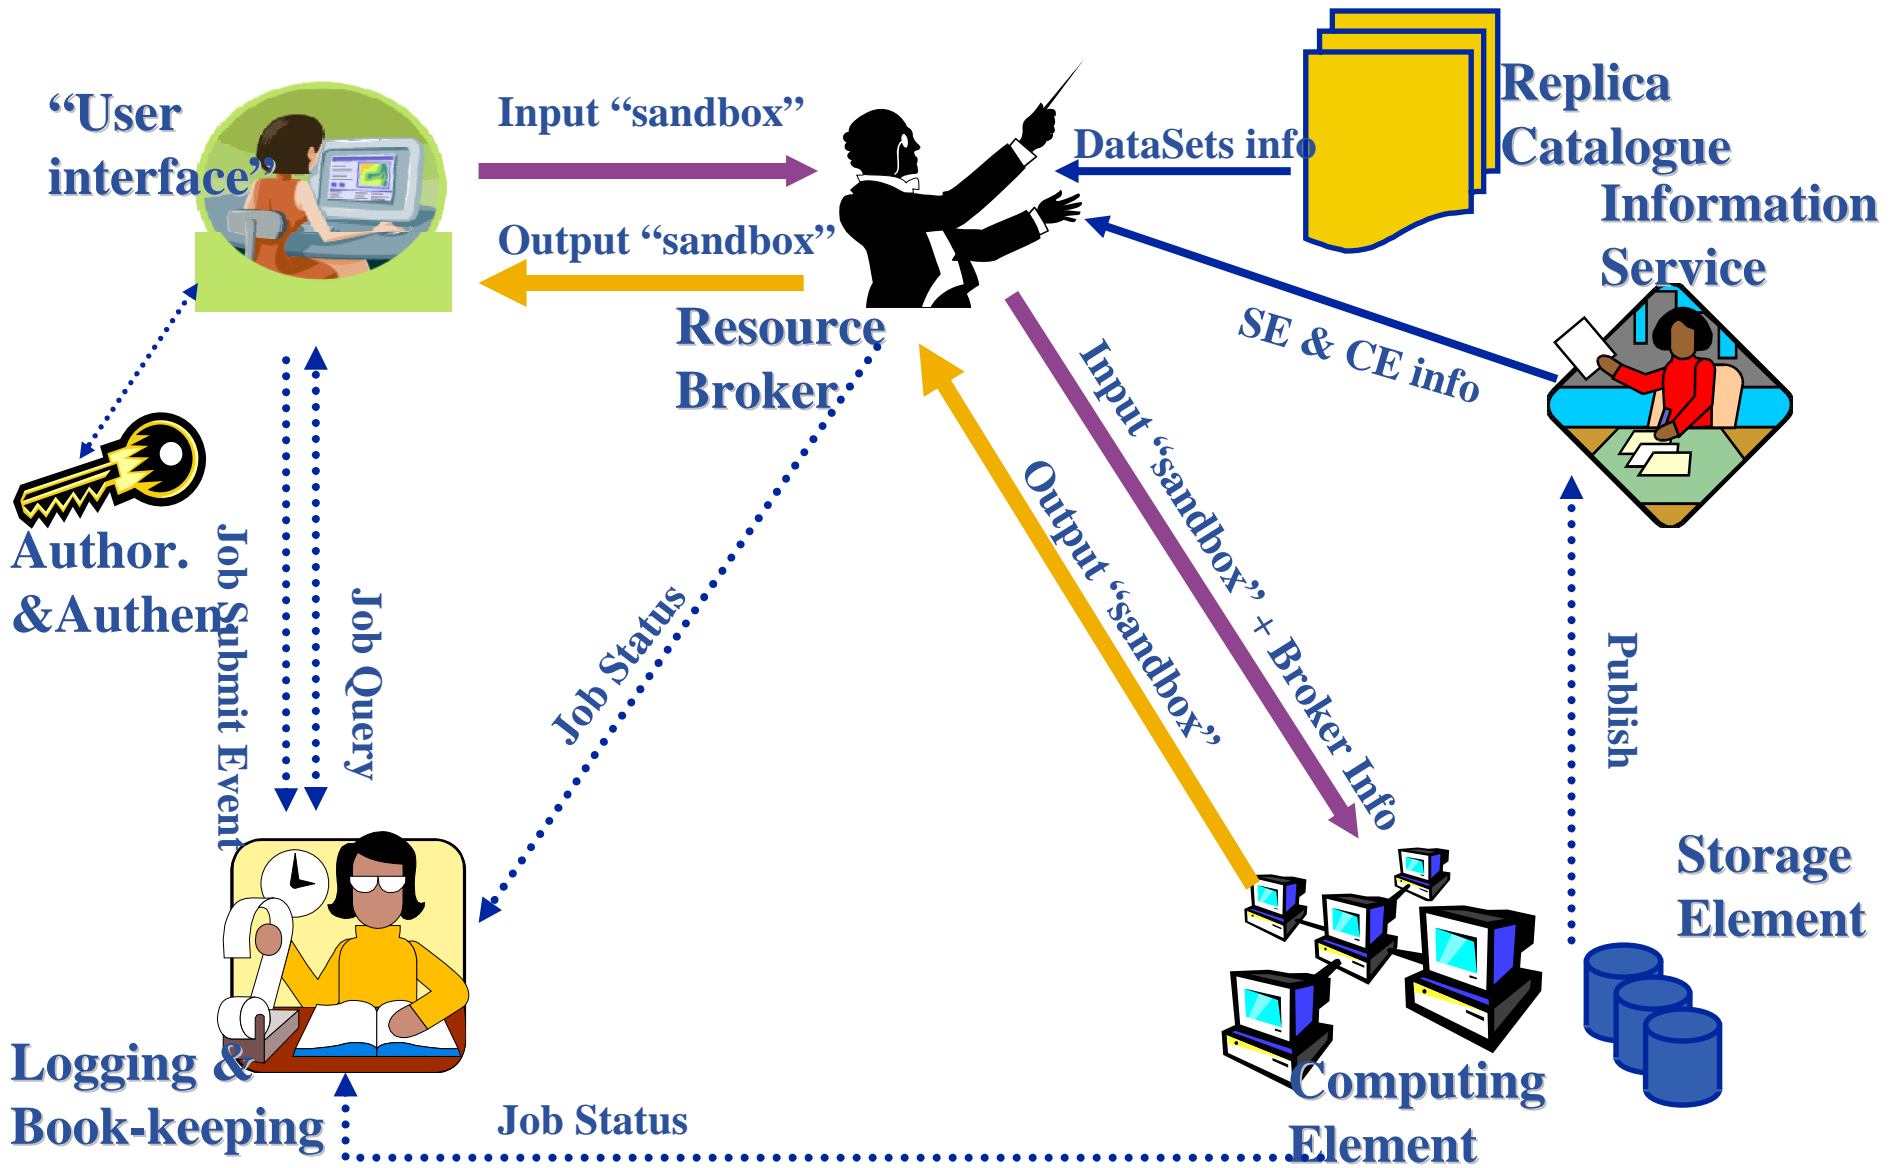 “User
interface”
Input “sandbox”
Output “sandbox”
DataSets info
Replica
Catalogue
Information
Service
SE & CE info
Resource
Broker
Input “sandbox” + Broker Info
Output “sandbox”
Author.
&Authen.
Job Submit Event
Job Query
Job Status
Publish
Storage
Element
Computing
Element
Logging &
Book-keeping
Job Status